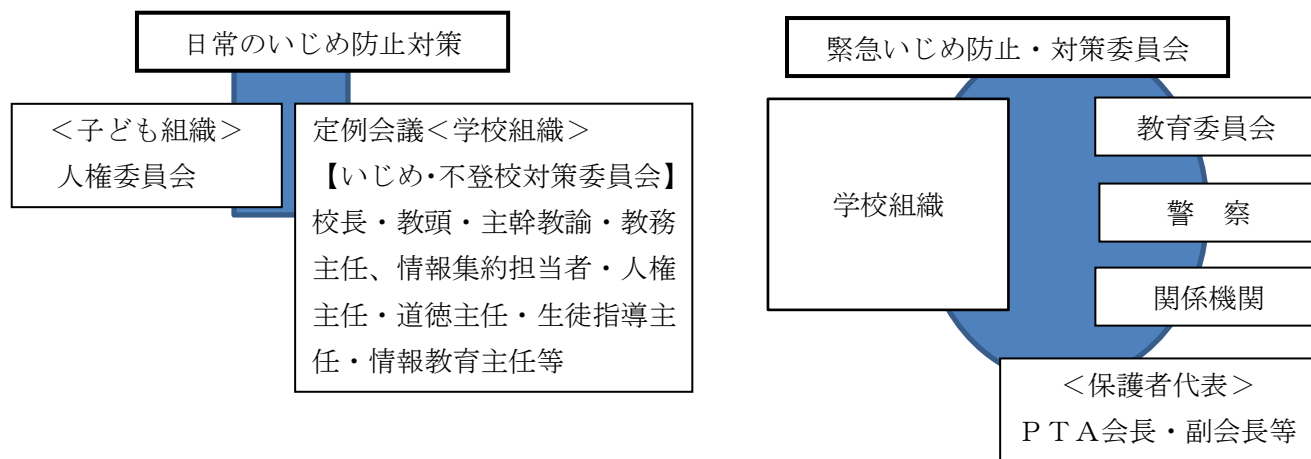 日常のいじめ防止対策
＜子ども組織＞
人権委員会
定例会議＜学校組織＞
【いじめ・不登校対策委員会】
校長・教頭・主幹教諭・教務
主任、情報集約担当者・人権
主任・道徳主任・生徒指導主
任・情報教育主任等
緊急いじめ防止・対策委員会
学校組織
教育委員会
警　察
関係機関
＜保護者代表＞
ＰＴＡ会長・副会長等